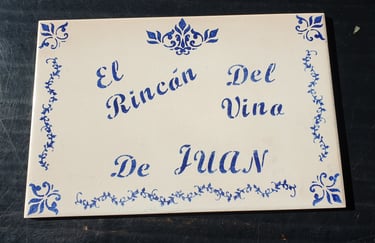 El Del
Rincón Vino
De JUAN